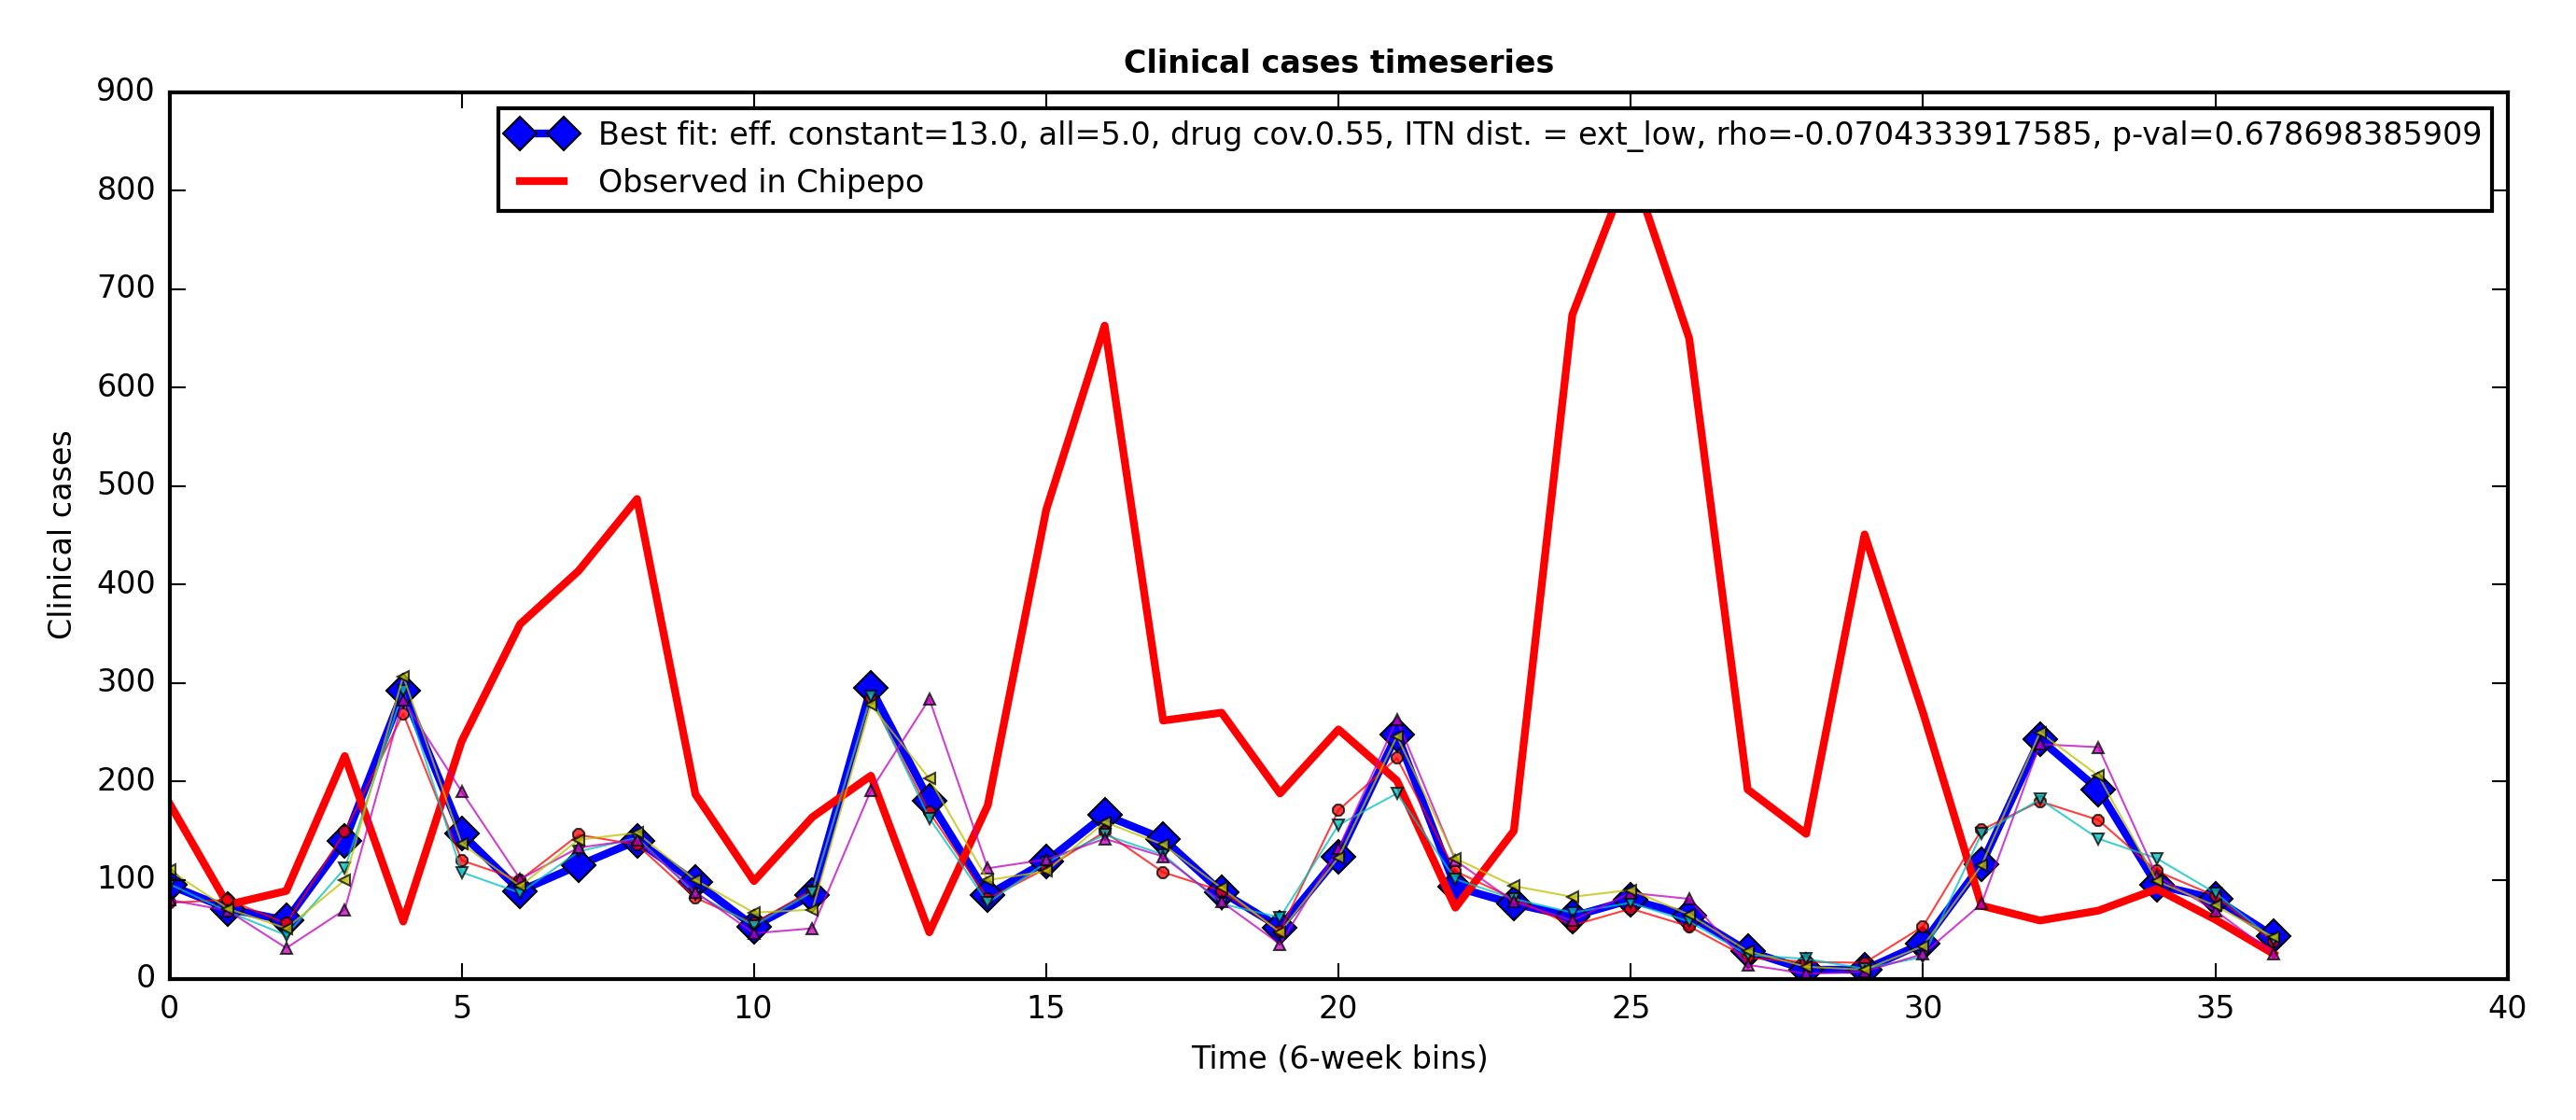 Clinical cases timeseries
900
800
700
600
500
400
300
200
100
0
Clinical cases
Best fit: eff. constant=13.0, all=5.0, drug cov.0.55, ITN dist. = ext_low, rho=-0.0704333917585, p-val=0.678698385909
Observed in Chipepo
0 5 10 15 20 25 30 35 40
Time (6-week bins)